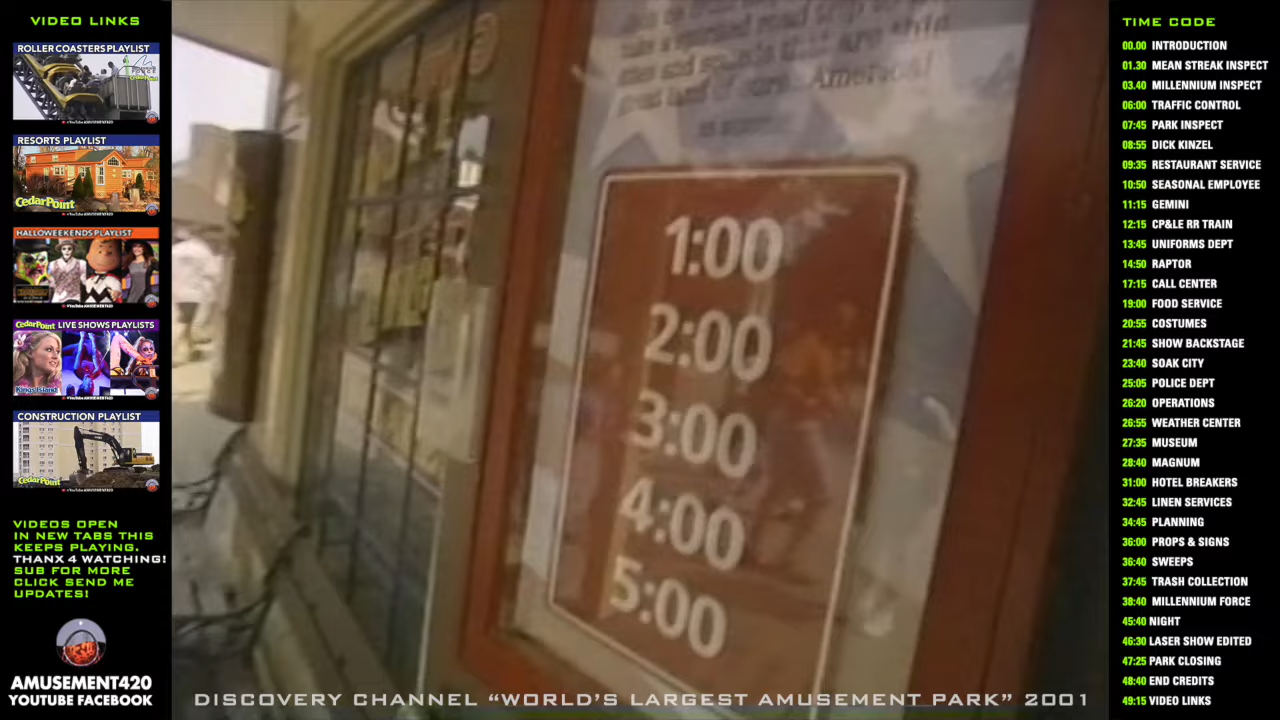 VIDEO LINKS
ROLLER COASTERS PLAYLIST
CedarPoint
RESORTS PLAYLIST
CedarPoint
HALLOWEEKENDS PLAYLIST
CedarPoint LIVE SHOWS PLAYLISTS
KingsIsland
CONSTRUCTION PLAYLIST
CedarPoint
VIDEOS OPEN
IN NEW TABS THIS
KEEPS PLAYING.
THANX 4 WATCHING!
SUB FOR MORE
CLICK SEND ME
UPDATES!
AMUSEMENT420
YOUTUBE FACEBOOK
1:00
2:00
3:00
4:00
5:00
DISCOVERY CHANNEL “WORLD’S LARGEST AMUSEMENT PARK” 2001
TIME CODE
00.00 INTRODUCTION
01.30 MEAN STREAK INSPECT
03.40 MILLENNIUM INSPECT
06:00 TRAFFIC CONTROL
07:45 PARK INSPECT
08:55 DICK KINZEL
09:35 RESTAURANT SERVICE
10:50 SEASONAL EMPLOYEE
11:15 GEMINI
12:15 CP&LE RR TRAIN
13:45 UNIFORMS DEPT
14:50 RAPTOR
17:15 CALL CENTER
19:00 FOOD SERVICE
20:55 COSTUMES
21:45 SHOW BACKSTAGE
23:40 SOAK CITY
25:05 POLICE DEPT
26:20 OPERATIONS
26:55 WEATHER CENTER
27:35 MUSEUM
28:40 MAGNUM
31:00 HOTEL BREAKERS
32:45 LINEN SERVICES
34:45 PLANNING
36:00 PROPS & SIGNS
36:40 SWEEPS
37:45 TRASH COLLECTION
38:40 MILLENNIUM FORCE
45:40 NIGHT
46:30 LASER SHOW EDITED
47:25 PARK CLOSING
48:40 END CREDITS
49:15 VIDEO LINKS